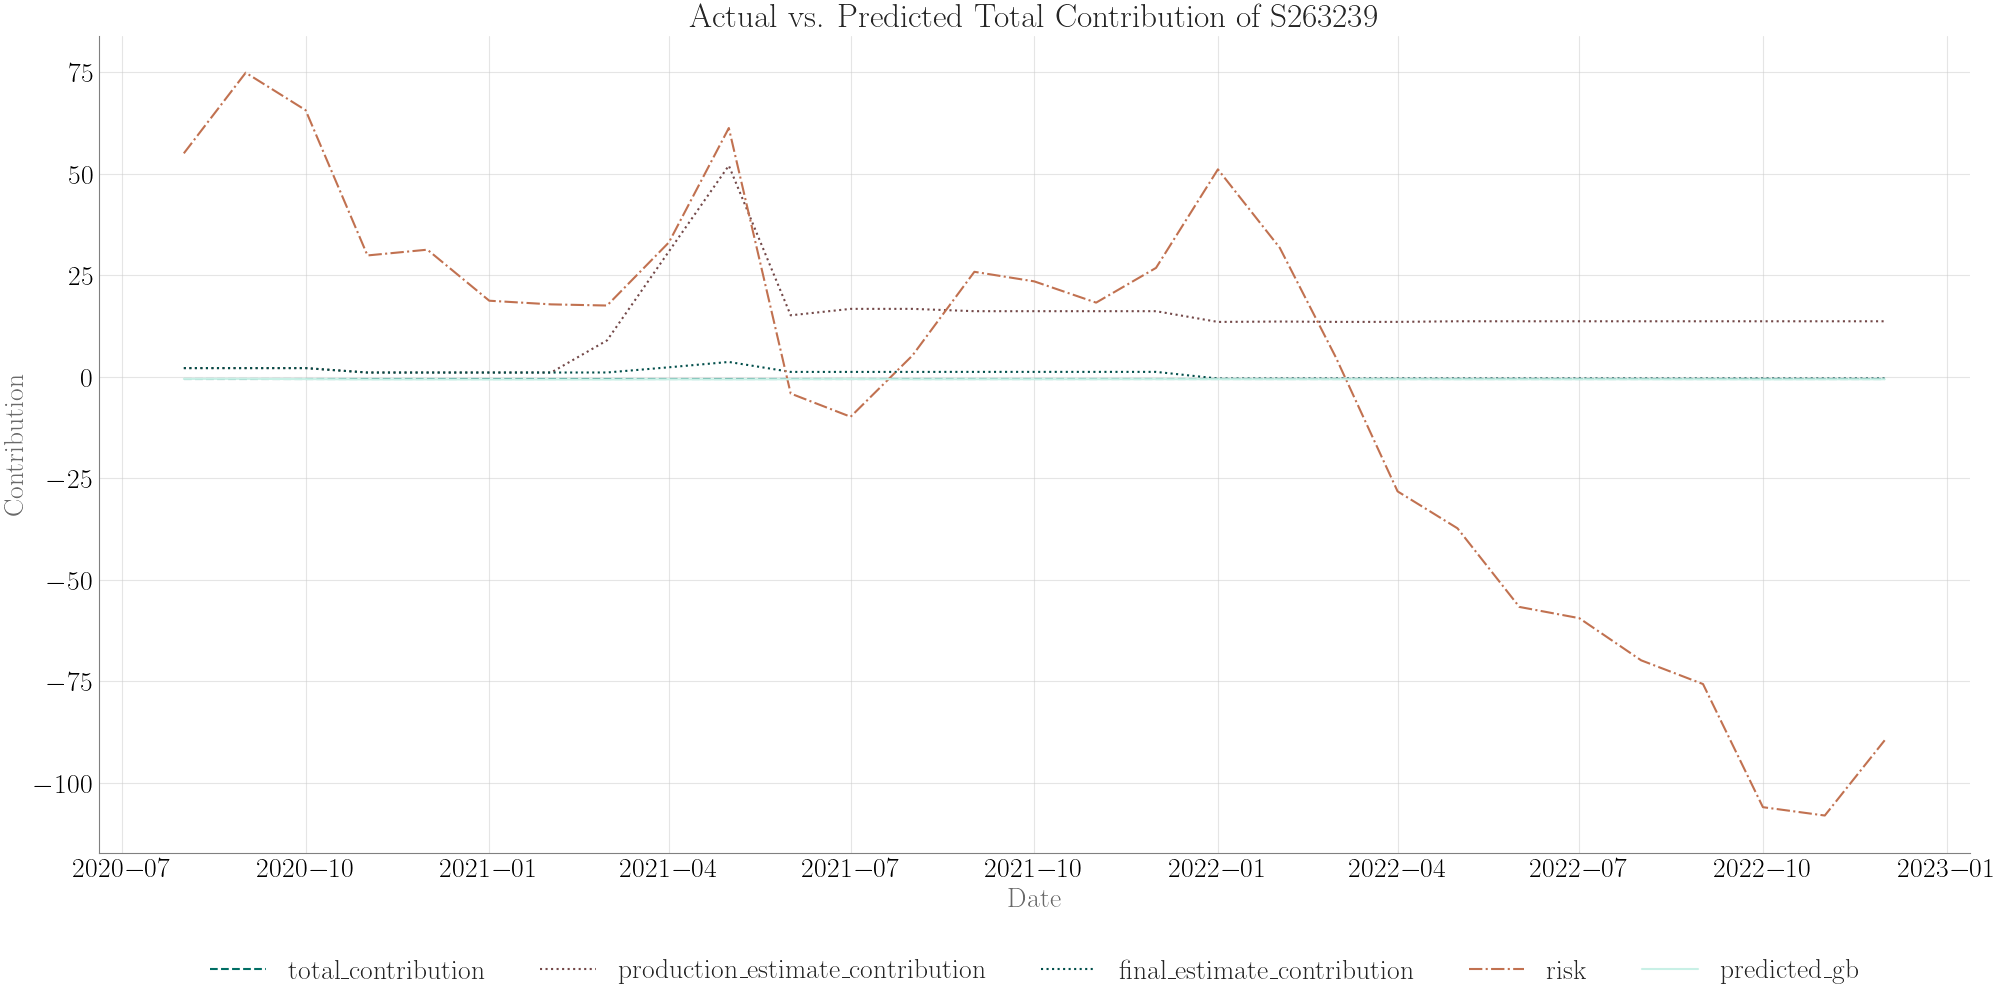 Actual vs. Predicted Total Contribution of S263239
75
50
25
0
−25
−50
−75
−100
Contribution
2020−07 2020−10 2021−01 2021−04 2021−07 2021−10 2022−01 2022−04 2022−07 2022−10 2023−01
Date
total_contribution production_estimate_contribution final_estimate_contribution risk predicted_gb